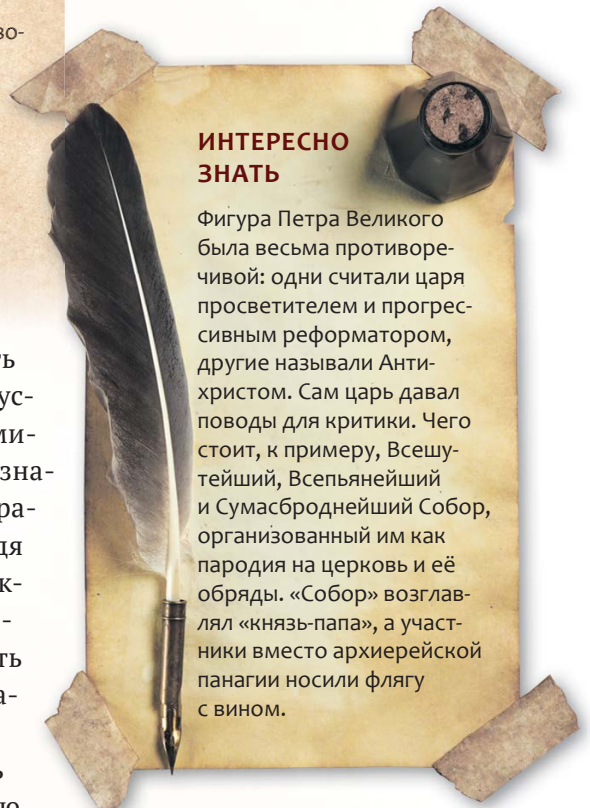 во-
ИНТЕРЕСНО
ЗНАТЬ
Фигура Петра Великого
была весьма противоре-
чивой: одни считали царя
просветителем и прогрес-
сивным реформатором,
другие называли Анти-
христом. Сам царь давал
поводы для критики. Чего
стоит, к примеру, Всешу-
тейший, Всепьянейший
и Сумасброднейший Собор,
организованный им как
пародия на церковь и её
обряды. «Собор» возглав-
лял «князь-папа», а участ-
ники вместо архиерейской
панагии носили флягу
с вином.